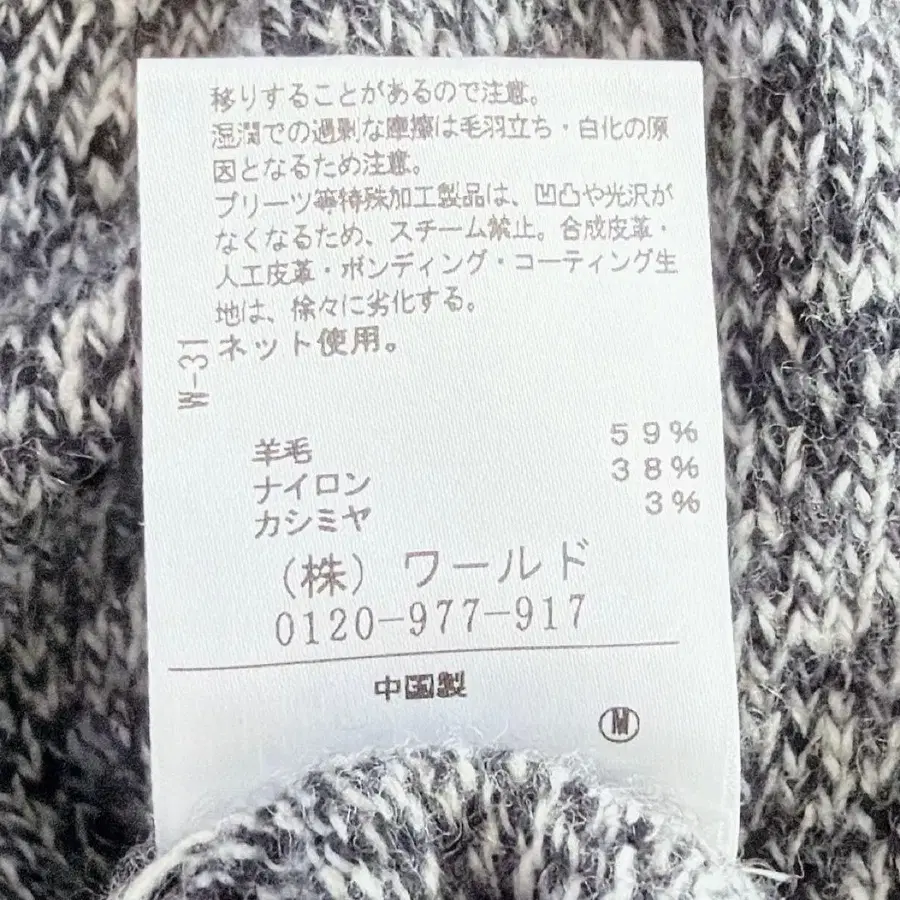 移りすることがあるので注意。
湿潤での過剰な摩擦は毛羽立ち・白化の原
因となるため注意。
プリーツ等特殊加工製品は、凹凸や光沢が
なくなるため、スチーム禁止。合成皮革・
人工皮革・ボンディング・コーティング生
地は、徐々に劣化する。
ネット使用。
W-31
羊毛 59%
ナイロン 38%
カシミヤ 3%
(株) ワールド
0120-977-917
中国製
M